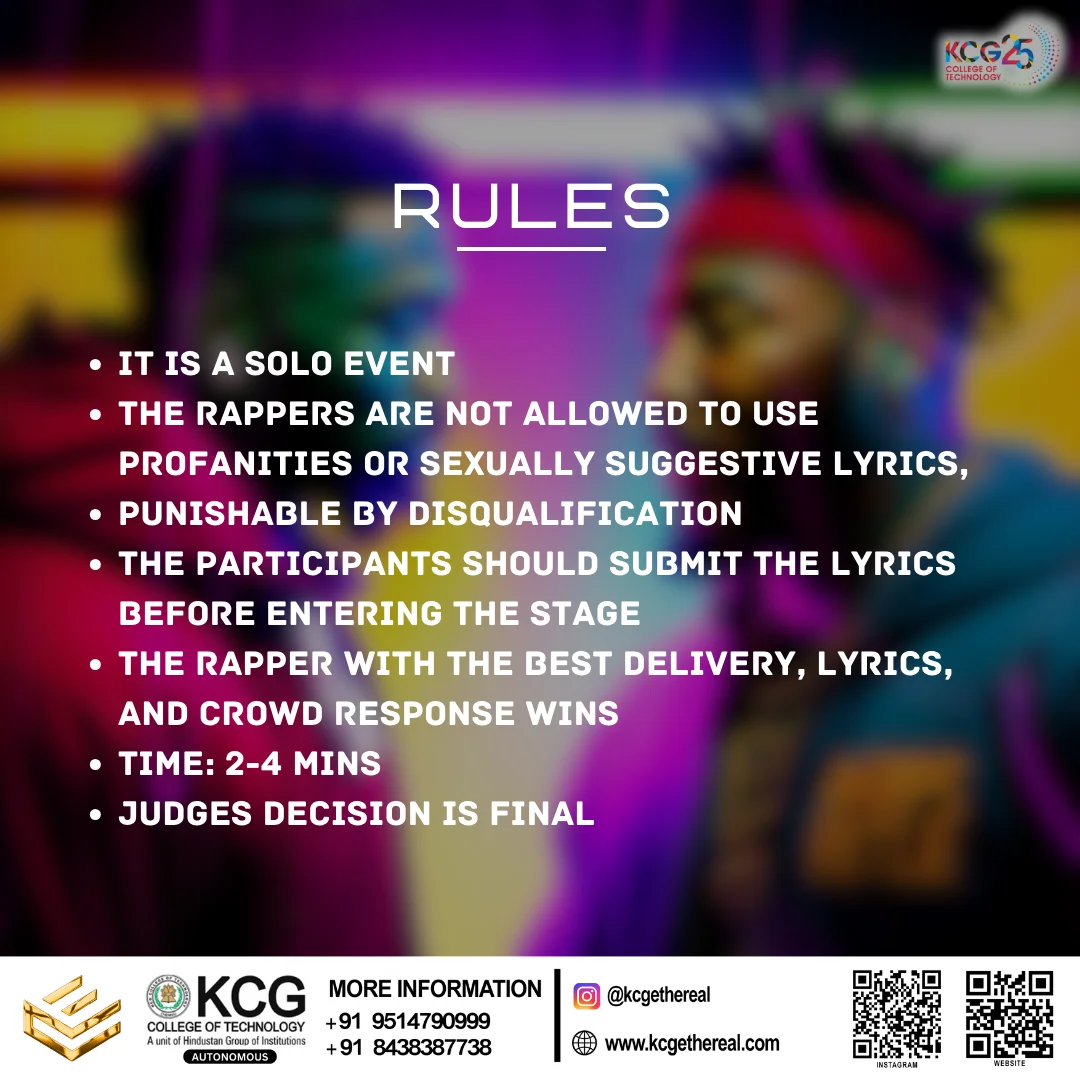 KCG25
COLLEGE OF
TECHNOLOGY
RULES
• IT IS A SOLO EVENT
• THE RAPPERS ARE NOT ALLOWED TO USE
PROFANITIES OR SEXUALLY SUGGESTIVE LYRICS,
• PUNISHABLE BY DISQUALIFICATION
• THE PARTICIPANTS SHOULD SUBMIT THE LYRICS
BEFORE ENTERING THE STAGE
• THE RAPPER WITH THE BEST DELIVERY, LYRICS,
AND CROWD RESPONSE WINS
• TIME: 2-4 MINS
• JUDGES DECISION IS FINAL
KCG
COLLEGE OF TECHNOLOGY
A unit of Hindustan Group of Institutions
AUTONOMOUS
MORE INFORMATION
+91 9514790999
+91 8438387738
@kcgethereal
www.kcgethereal.com
INSTAGRAM
WEBSITE